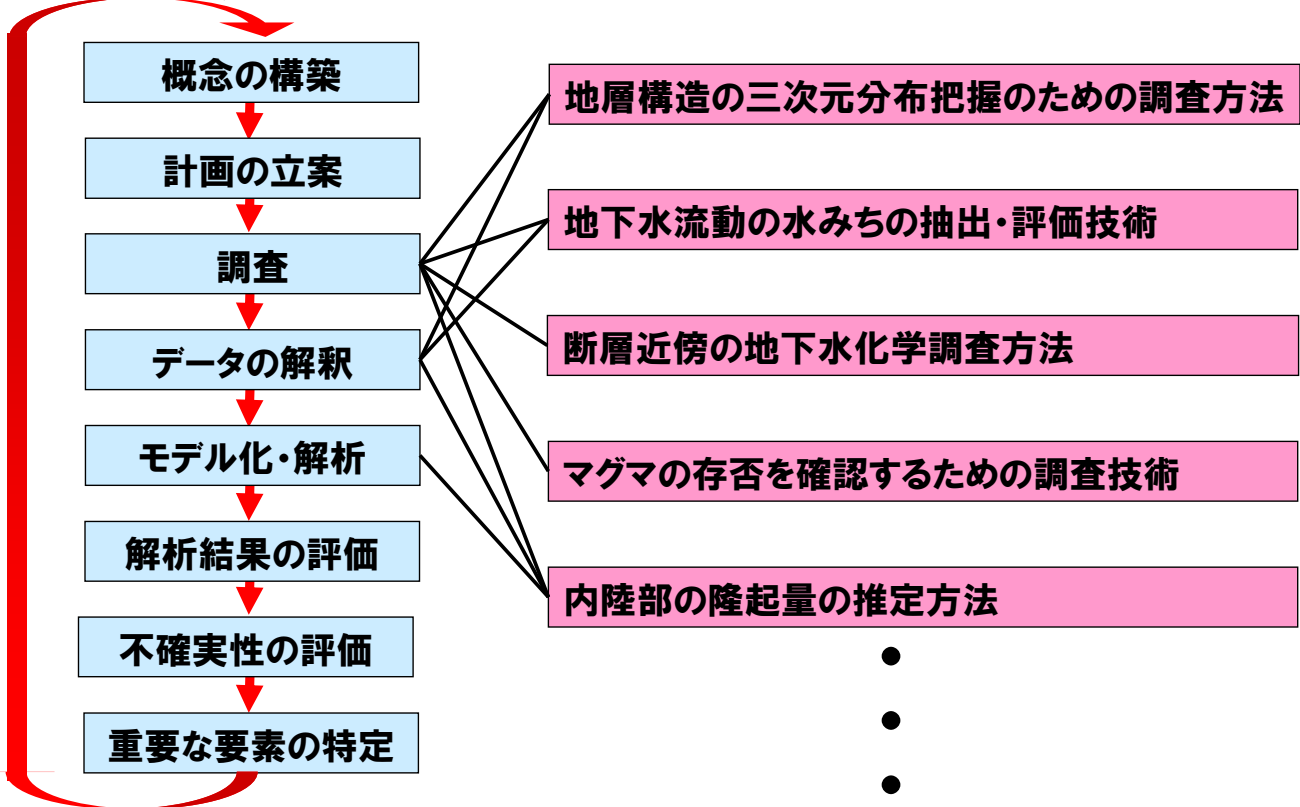 概念の構築
計画の立案
調査
データの解釈
モデル化・解析
解析結果の評価
不確実性の評価
重要な要素の特定
地層構造の三次元分布把握のための調査方法
地下水流動の水みちの抽出・評価技術
断層近傍の地下水化学調査方法
マグマの存否を確認するための調査技術
内陸部の隆起量の推定方法